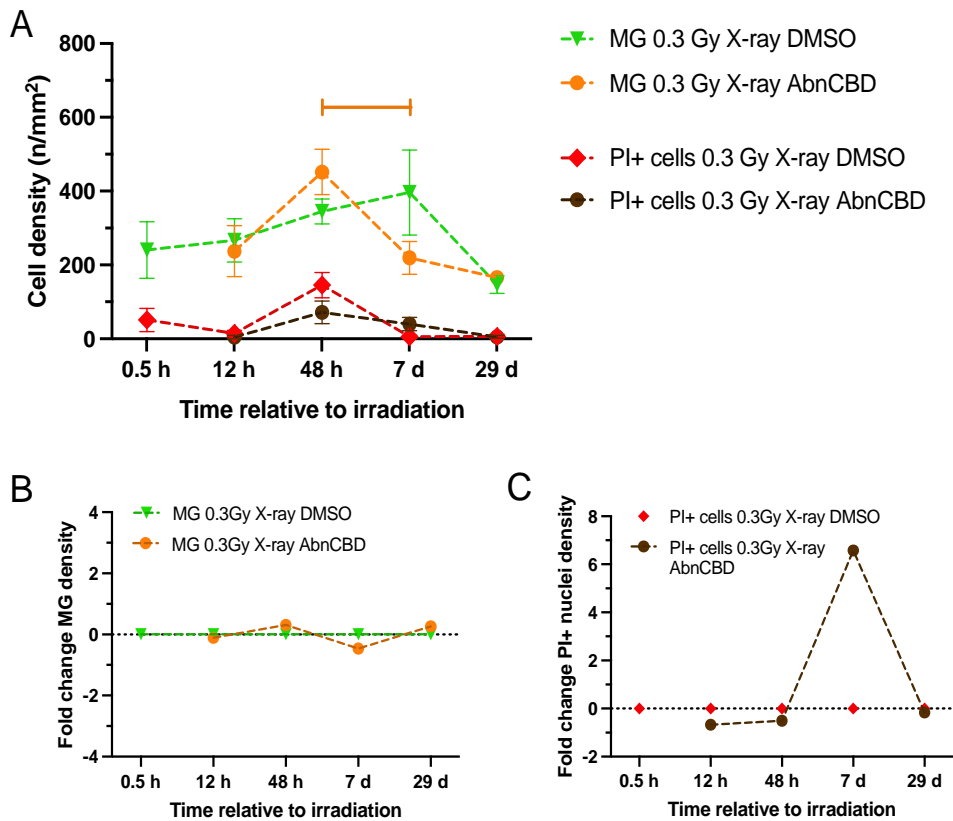 A
800
600
400
200
0
Cell density (n/mm²)
0.5 h 12 h 48 h 7 d 29 d
Time relative to irradiation
MG 0.3 Gy X-ray DMSO
MG 0.3 Gy X-ray AbnCBD
PI+ cells 0.3 Gy X-ray DMSO
PI+ cells 0.3 Gy X-ray AbnCBD
B
4
2
0
-2
-4
Fold change MG density
MG 0.3Gy X-ray DMSO
MG 0.3Gy X-ray AbnCBD
0.5 h 12 h 48 h 7 d 29 d
Time relative to irradiation
C
8
6
4
2
0
-2
Fold change PI+ nuclei density
PI+ cells 0.3Gy X-ray DMSO
PI+ cells 0.3Gy X-ray
AbnCBD
0.5 h 12 h 48 h 7 d 29 d
Time relative to irradiation